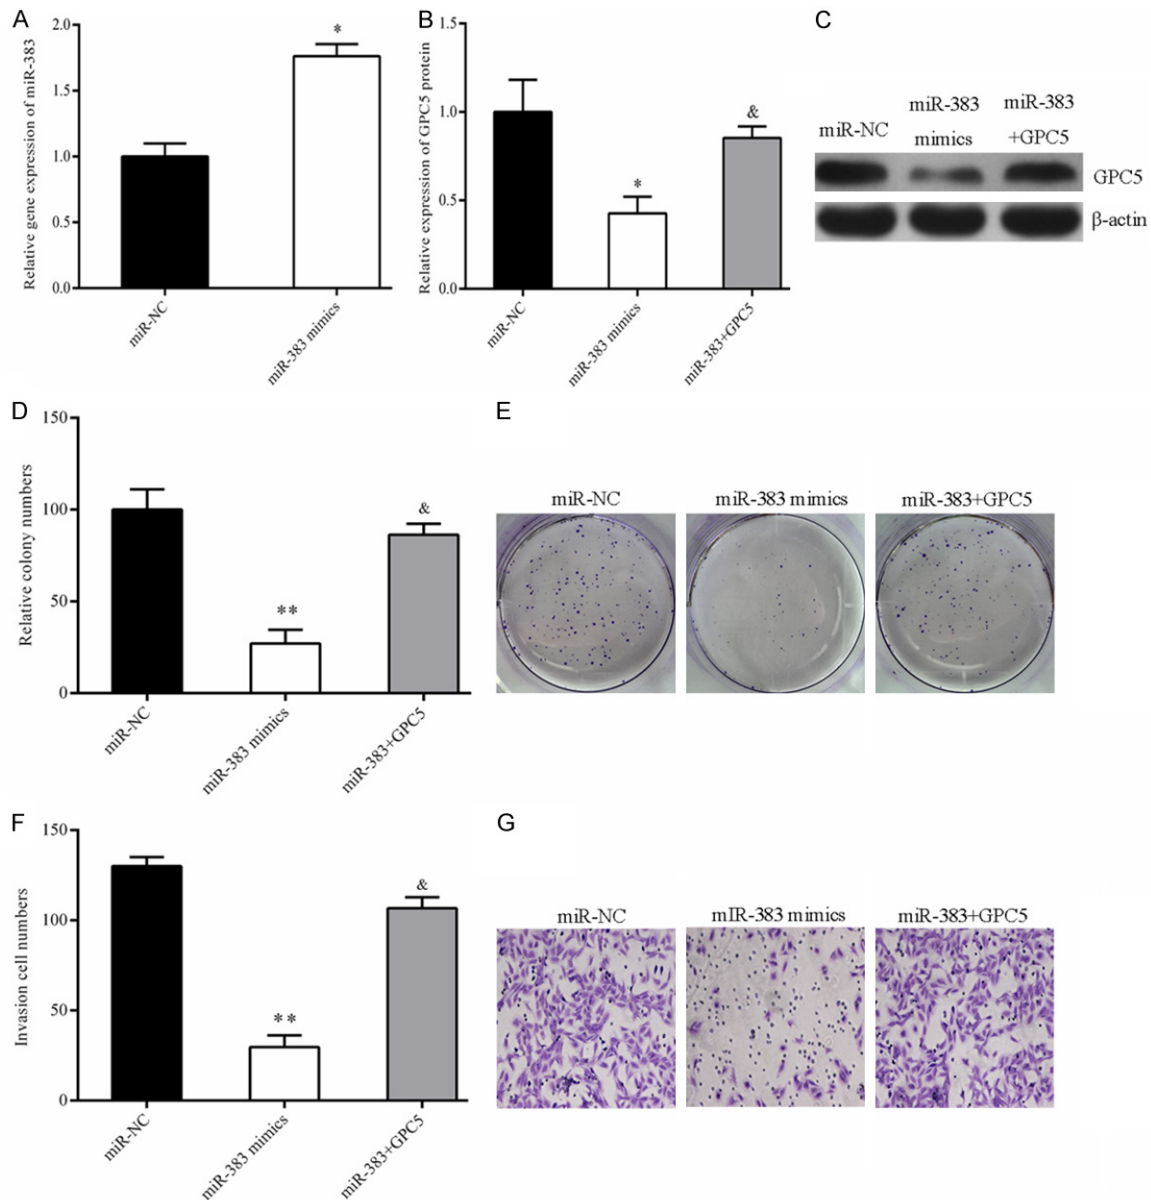 A
Relative gene expression of miR-383
2.0
1.5
1.0
0.5
0.0
*
miR-NC
miR-383 mimics
B
Relative expression of GPC5 protein
1.5
1.0
0.5
0.0
*
&
miR-NC
miR-383 mimics
miR-383+GPC5
C
miR-NC
miR-383
mimics
miR-383
+GPC5
GPC5
β-actin
D
Relative colony numbers
150
100
50
0
**
&
miR-NC
miR-383 mimics
miR-383+GPC5
E
miR-NC
miR-383 mimics
miR-383+GPC5
F
Invasion cell numbers
150
100
50
0
**
&
miR-NC
miR-383 mimics
miR-383+GPC5
G
miR-NC
mIR-383 mimics
miR-383+GPC5